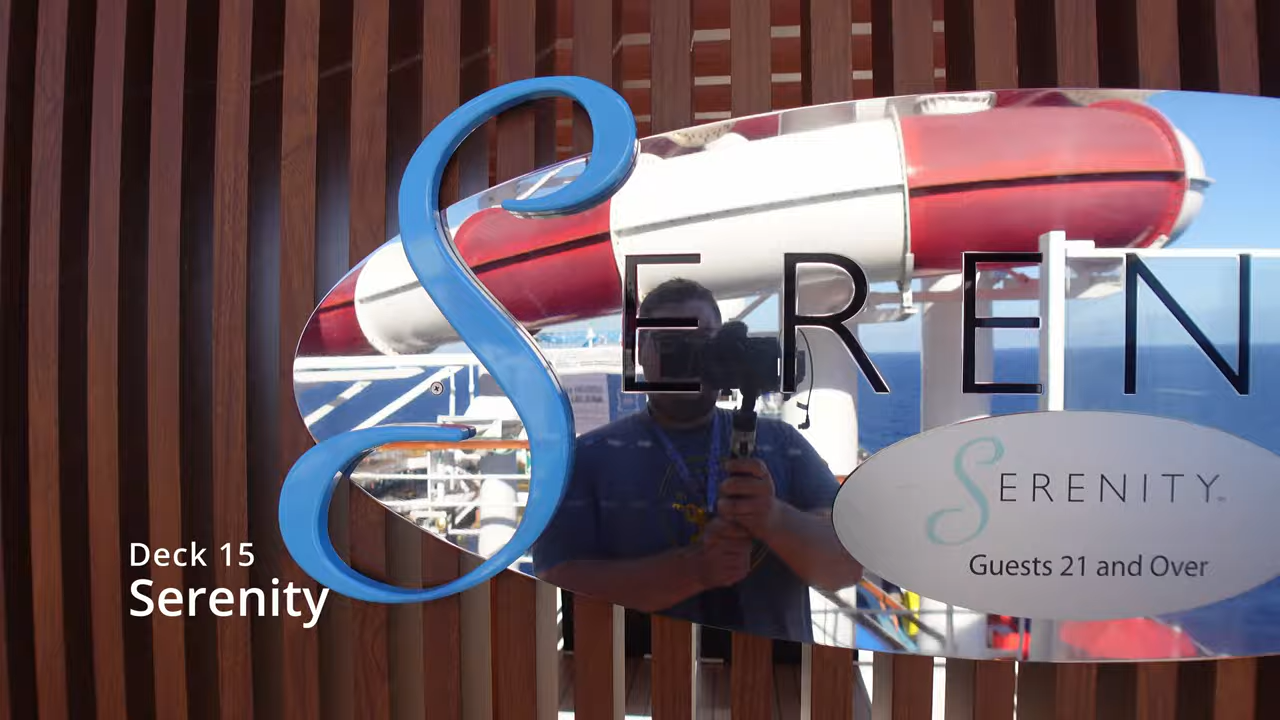 SEREN
SERENITY
Guests 21 and Over
Deck 15
Serenity